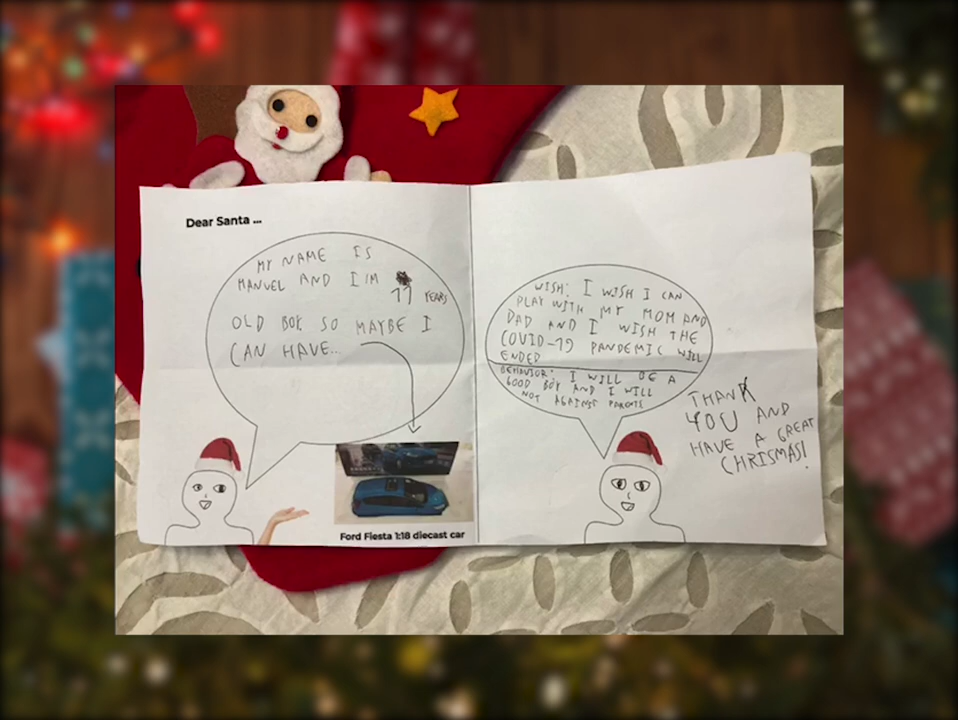 Dear Santa ...
MY NAME IS
MANUEL AND I'M
11 YEARS
OLD BOY. SO MAYBE I
CAN HAVE...
Ford Fiesta 1:18 diecast car
WISH: I WISH I CAN
PLAY WITH MY MOM AND
DAD AND I WISH THE
COVID-19 PANDEMIC WILL
ENDED
BEHAVIOR: I WILL BE A
GOOD BOY AND I WILL
NOT AGAINST PARENTS
THANK
YOU AND
HAVE A GREAT
CHRISMAS!